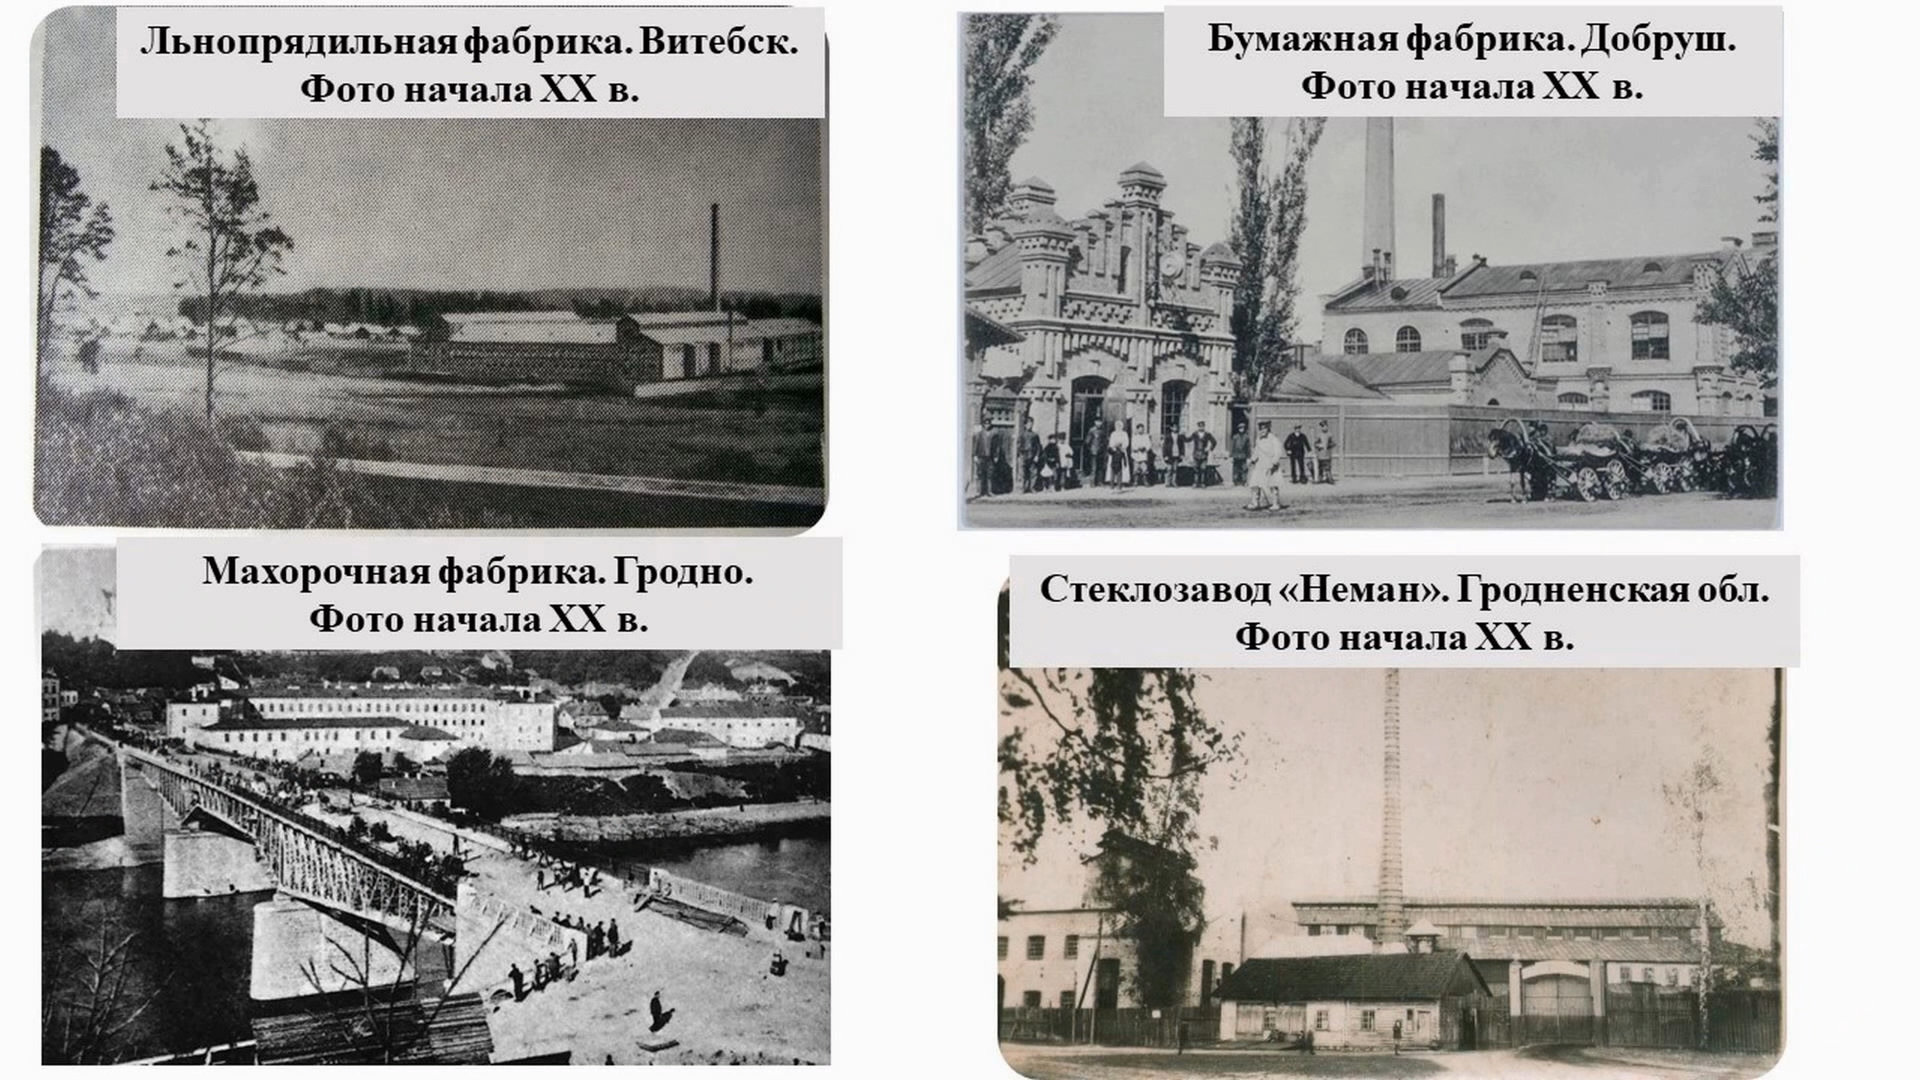 Льнопрядильная фабрика. Витебск.
Фото начала XX в.
Бумажная фабрика. Добруш.
Фото начала XX в.
Махорочная фабрика. Гродно.
Фото начала XX в.
Стеклозавод «Неман». Гродненская обл.
Фото начала XX в.